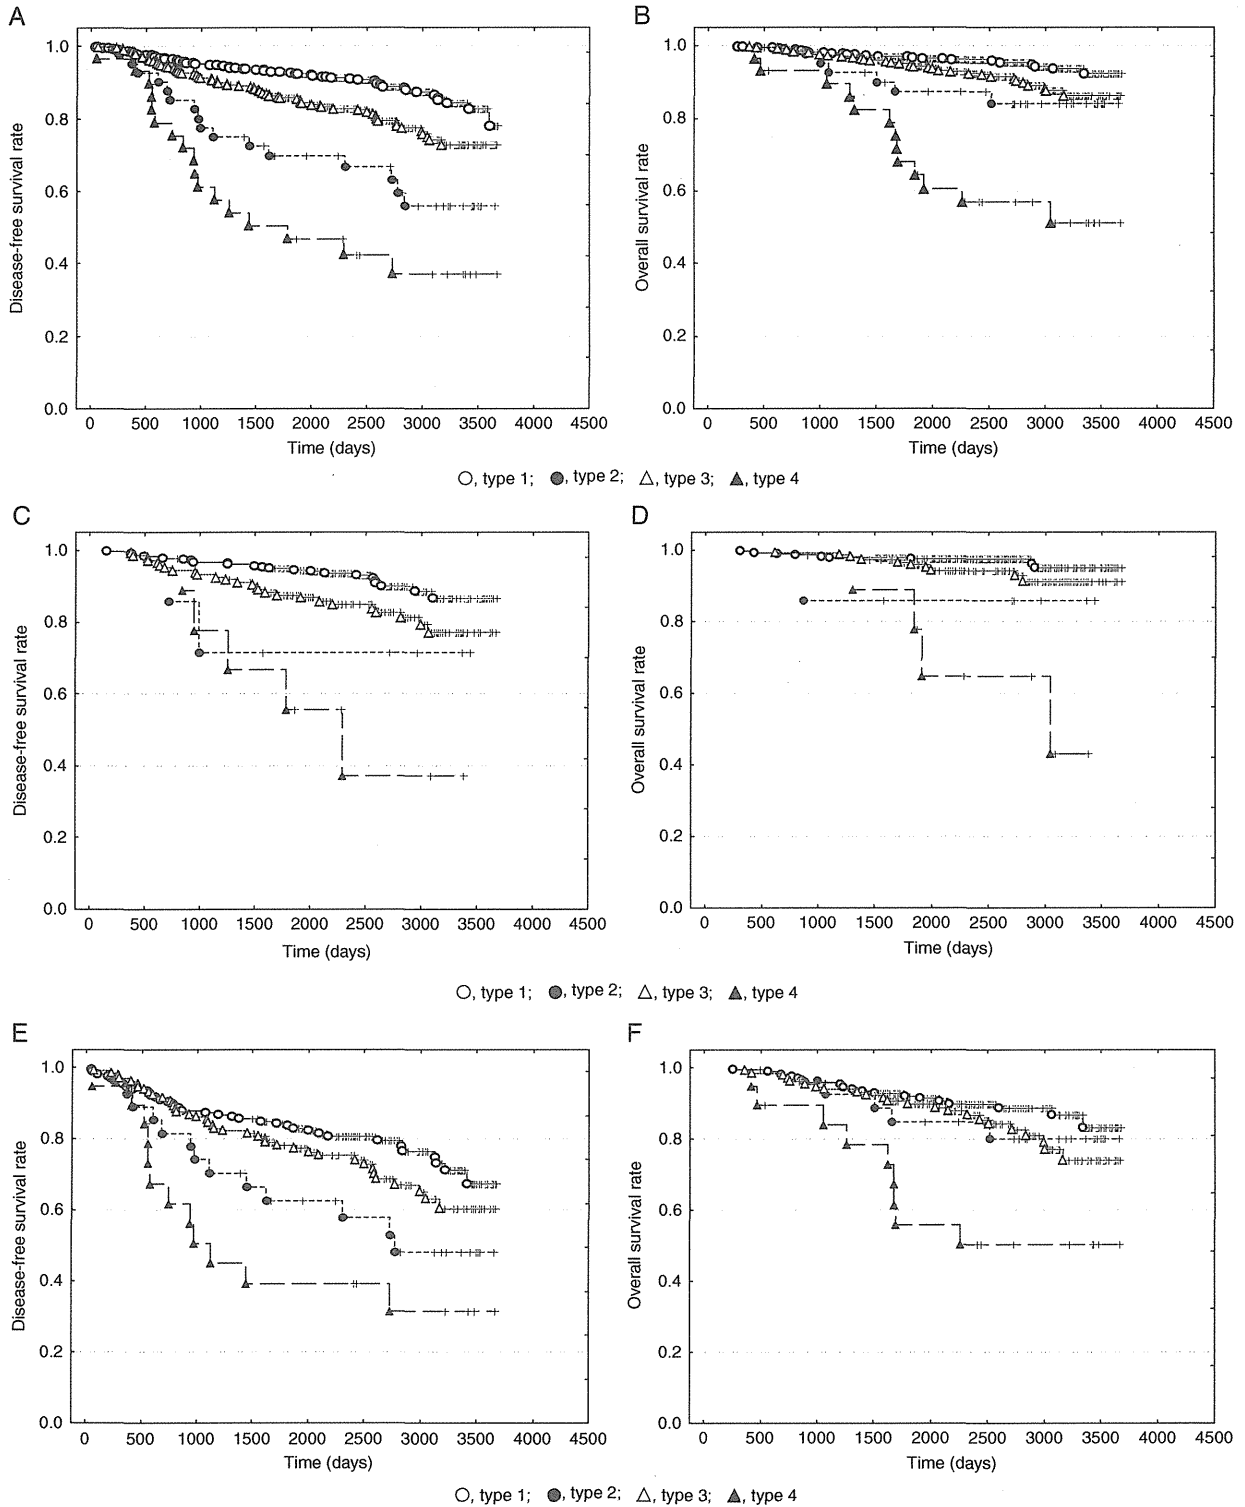 A
Disease-free survival rate
1.0
0.8
0.6
0.4
0.2
0.0
0 500 1000 1500 2000 2500 3000 3500 4000 4500
Time (days)
B
Overall survival rate
1.0
0.8
0.6
0.4
0.2
0.0
0 500 1000 1500 2000 2500 3000 3500 4000 4500
Time (days)
○, type 1; ●, type 2; △, type 3; ▲, type 4
C
Disease-free survival rate
1.0
0.8
0.6
0.4
0.2
0.0
0 500 1000 1500 2000 2500 3000 3500 4000 4500
Time (days)
D
Overall survival rate
1.0
0.8
0.6
0.4
0.2
0.0
0 500 1000 1500 2000 2500 3000 3500 4000 4500
Time (days)
○, type 1; ●, type 2; △, type 3; ▲, type 4
E
Disease-free survival rate
1.0
0.8
0.6
0.4
0.2
0.0
0 500 1000 1500 2000 2500 3000 3500 4000 4500
Time (days)
F
Overall survival rate
1.0
0.8
0.6
0.4
0.2
0.0
0 500 1000 1500 2000 2500 3000 3500 4000 4500
Time (days)
○, type 1; ●, type 2; △, type 3; ▲, type 4